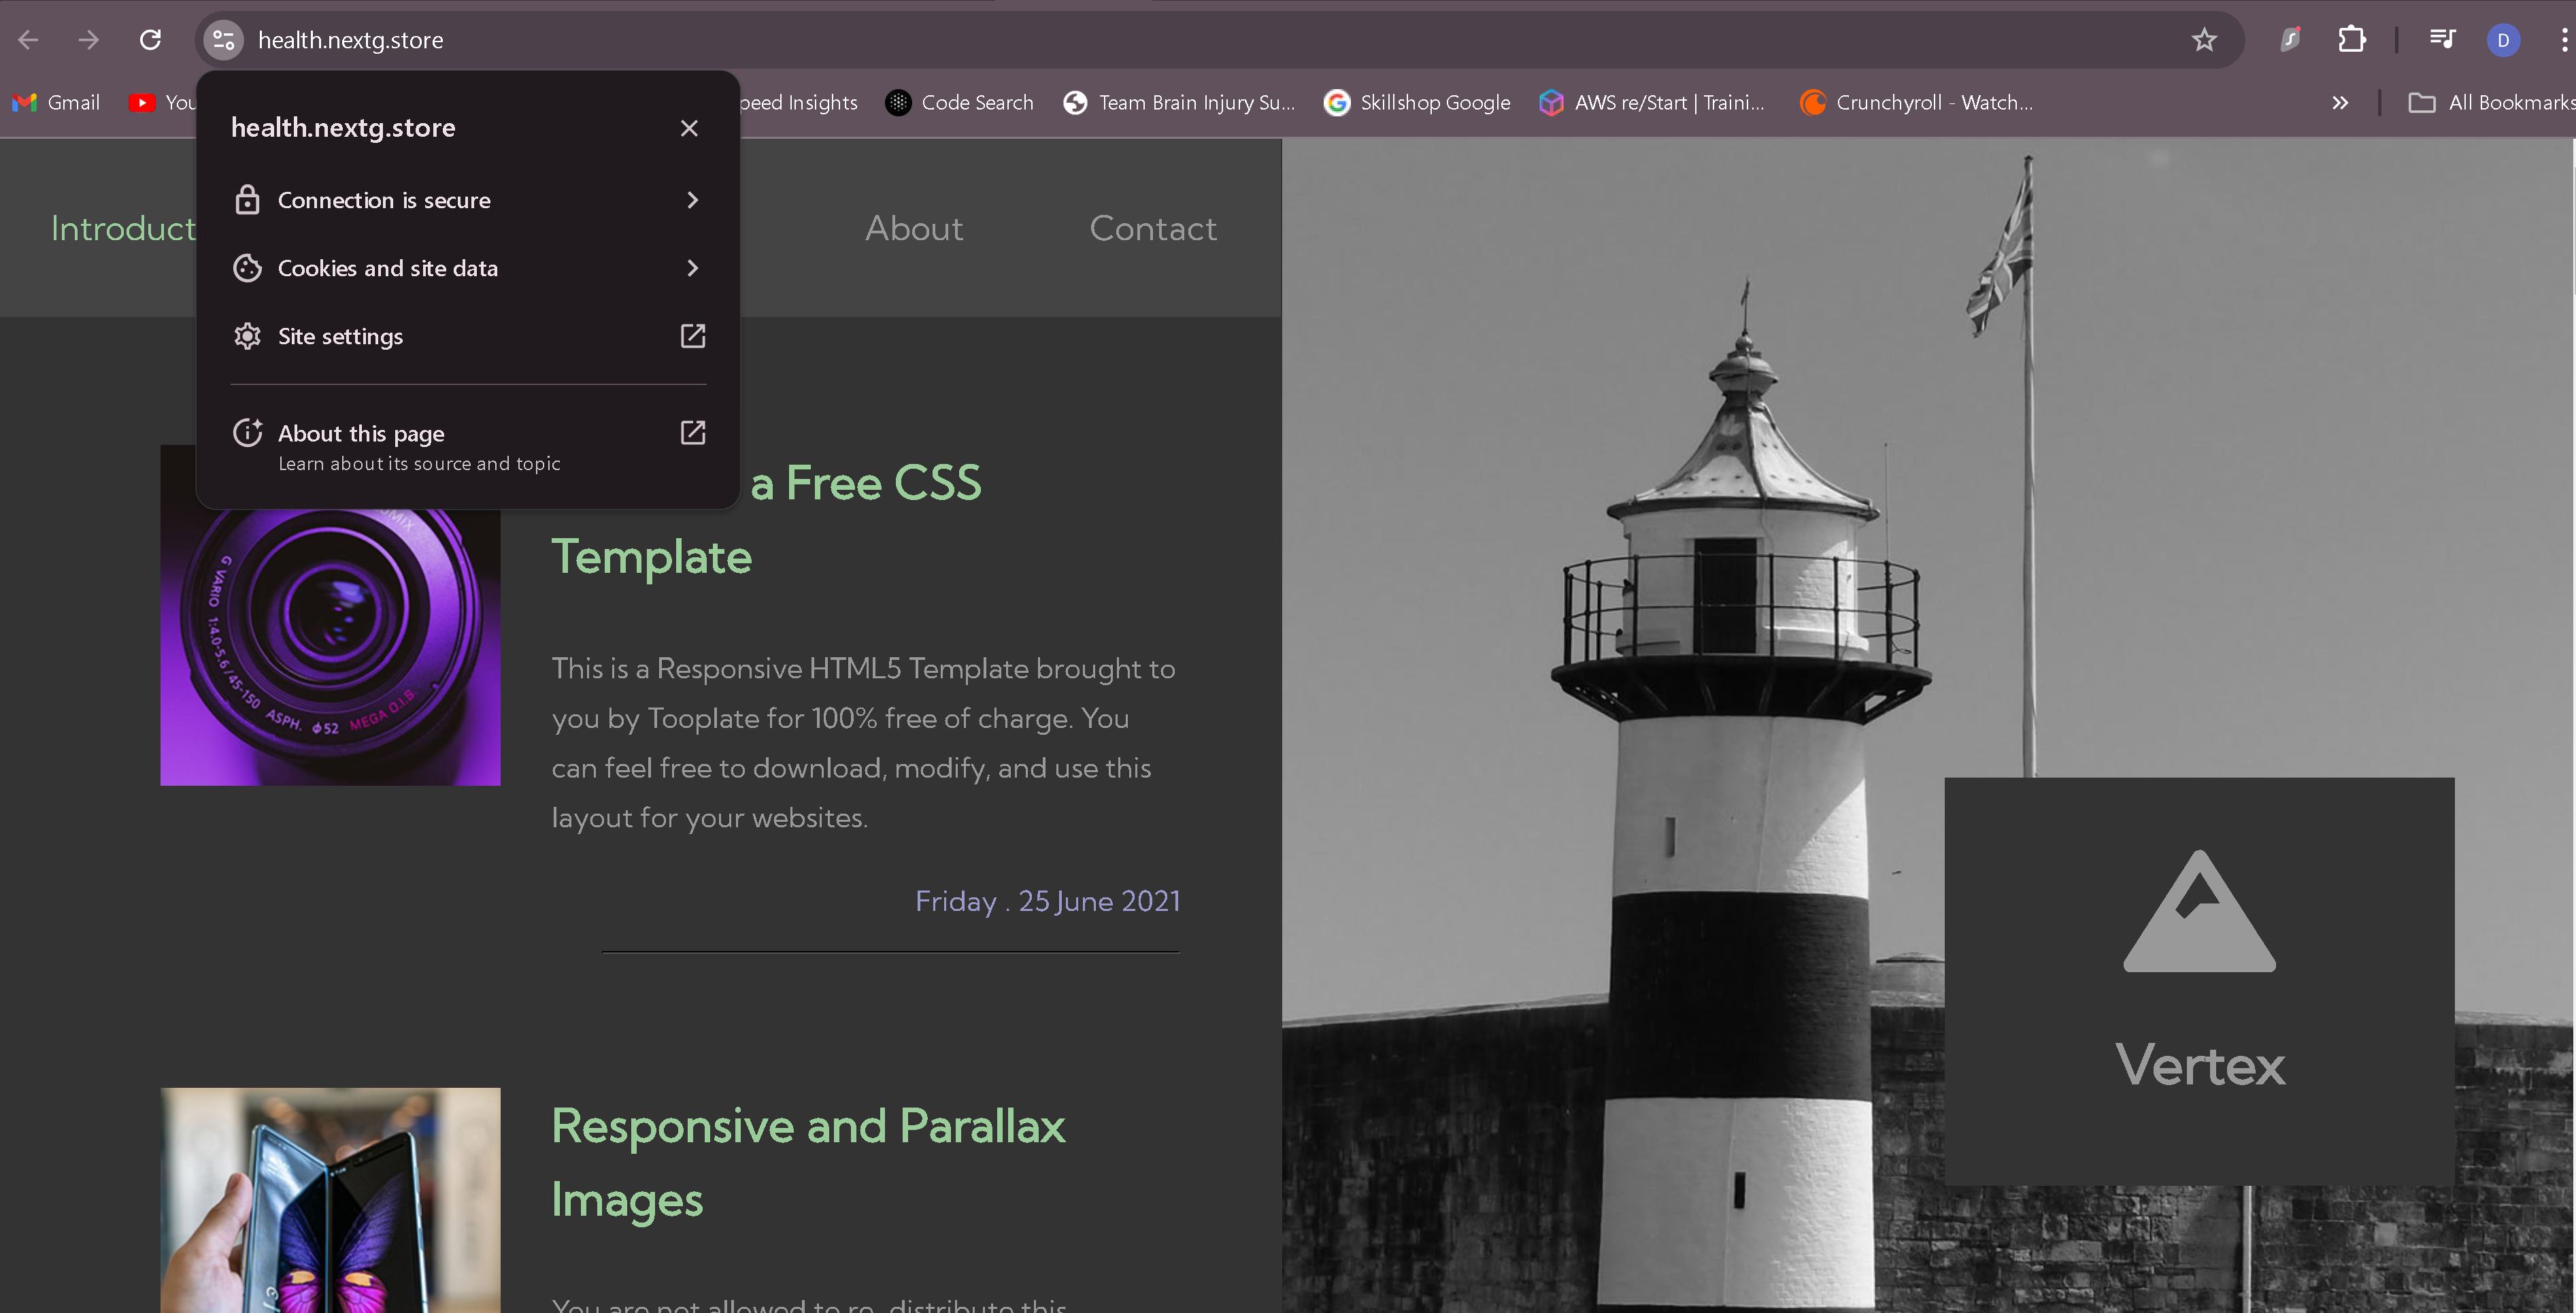 health.nextg.store
Gmail
You
peed Insights
Code Search
Team Brain Injury Su...
Skillshop Google
AWS re/Start | Traini...
Crunchyroll - Watch...
All Bookmarks
D
health.nextg.store
Connection is secure
Cookies and site data
Site settings
About this page
Learn about its source and topic
Introduct
About
Contact
a Free CSS
Template
This is a Responsive HTML5 Template brought to
you by Tooplate for 100% free of charge. You
can feel free to download, modify, and use this
layout for your websites.
Friday . 25 June 2021
G VARIO 1:4.0-5.6/45-150 ASPH. ϕ52 MEGA O.I.S.
Responsive and Parallax
Images
You are not allowed to re-distribute this
Vertex